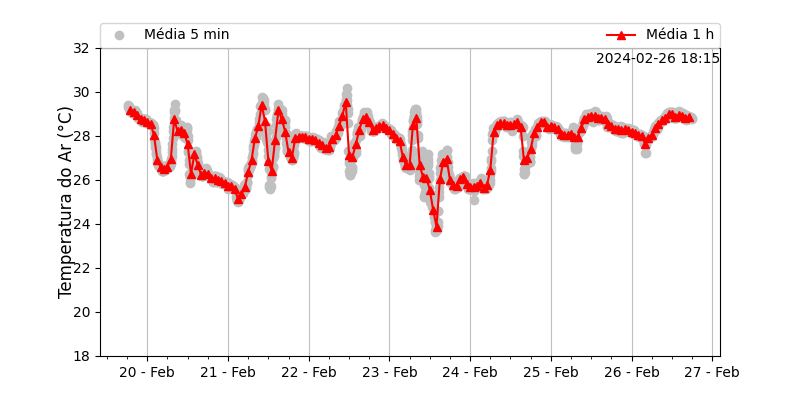 Média 5 min
Média 1 h
2024-02-26 18:15
Temperatura do Ar (°C)
32
30
28
26
24
22
20
18
20 - Feb
21 - Feb
22 - Feb
23 - Feb
24 - Feb
25 - Feb
26 - Feb
27 - Feb